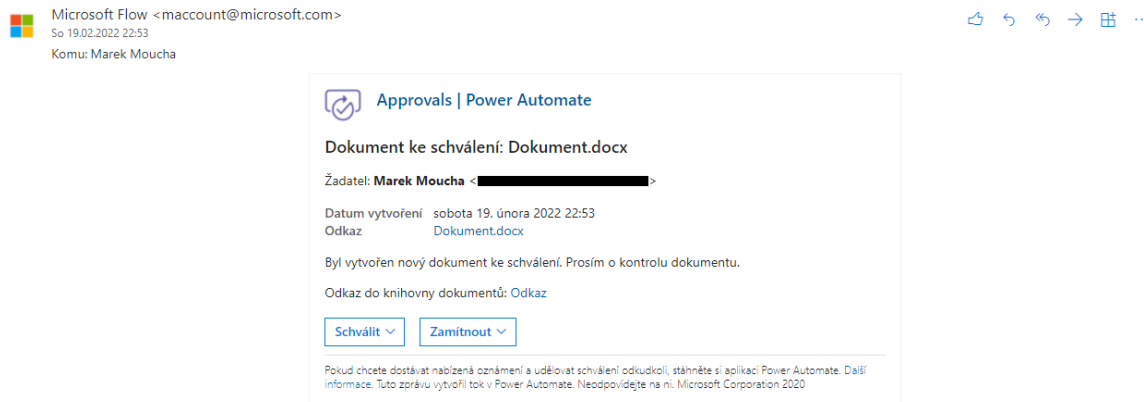 Microsoft Flow <maccount@microsoft.com>
So 19.02.2022 22:53
Komu: Marek Moucha
Approvals | Power Automate
Dokument ke schválení: Dokument.docx
Žadatel: Marek Moucha < >
Datum vytvoření sobota 19. února 2022 22:53
Odkaz Dokument.docx
Byl vytvořen nový dokument ke schválení. Prosím o kontrolu dokumentu.
Odkaz do knihovny dokumentů: Odkaz
Schválit Zamítnout
Pokud chcete dostávat nabízená oznámení a udělovat schválení odkudkoli, stáhněte si aplikaci Power Automate. Další
informace. Tuto zprávu vytvořil tok v Power Automate. Neodpovídejte na ni. Microsoft Corporation 2020